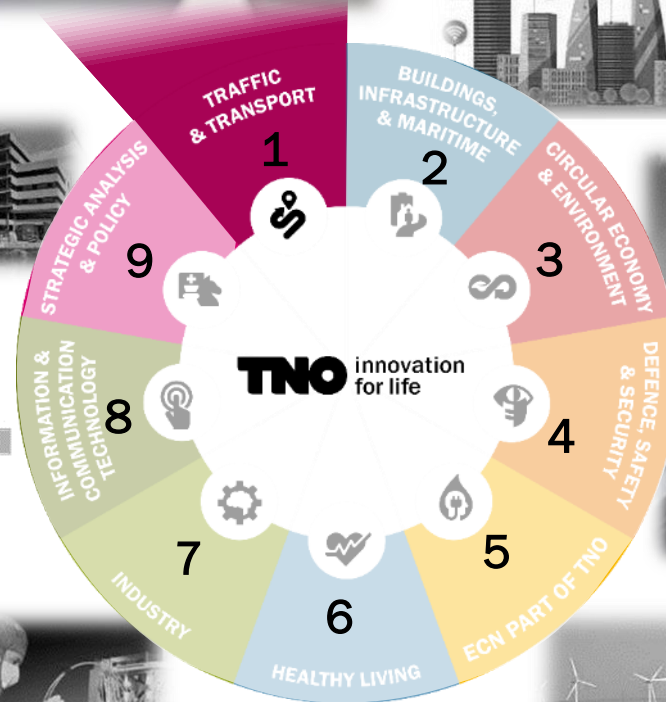 TRAFFIC
& TRANSPORT
1
BUILDINGS,
INFRASTRUCTURE
& MARITIME
2
CIRCULAR ECONOMY
& ENVIRONMENT
3
DEFENCE, SAFETY
& SECURITY
4
ECN PART OF TNO
5
HEALTHY LIVING
6
INDUSTRY
7
INFORMATION &
COMMUNICATION
TECHNOLOGY
8
STRATEGIC ANALYSIS
& POLICY
9
TNO innovation
for life